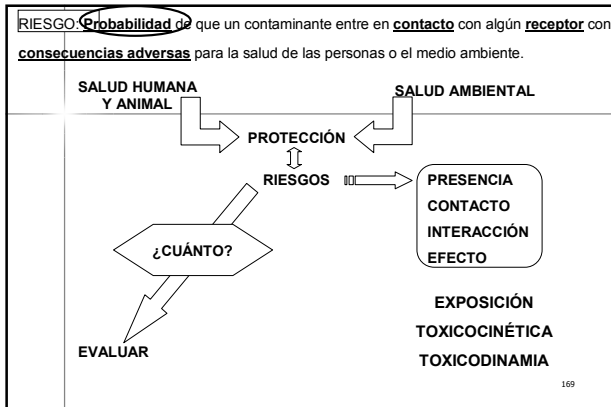 RIESGO: Probabilidad de que un contaminante entre en contacto con algún receptor con
consecuencias adversas para la salud de las personas o el medio ambiente.
SALUD HUMANA
Y ANIMAL
SALUD AMBIENTAL
PROTECCIÓN
RIESGOS
PRESENCIA
CONTACTO
INTERACCIÓN
EFECTO
¿CUÁNTO?
EVALUAR
EXPOSICIÓN
TOXICOCINÉTICA
TOXICODINAMIA
169